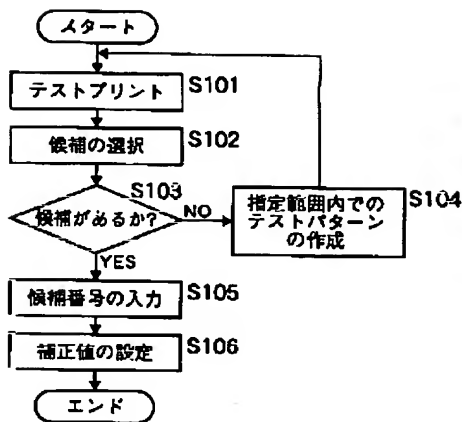 スタート
テストプリント
S101
候補の選択
S102
S103
候補があるか?
NO
指定範囲内での
テストパターン
の作成
S104
YES
候補番号の入力
S105
補正値の設定
S106
エンド